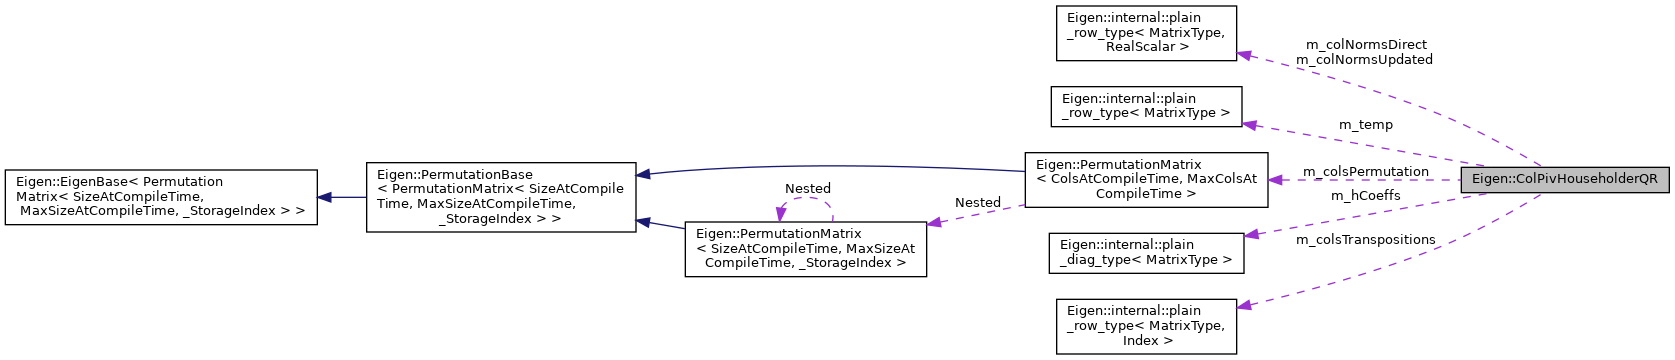 Eigen::EigenBase< Permutation
Matrix< SizeAtCompileTime,
MaxSizeAtCompileTime, _StorageIndex > >
Eigen::PermutationBase
< PermutationMatrix< SizeAtCompile
Time, MaxSizeAtCompileTime,
_StorageIndex > >
Nested
Eigen::PermutationMatrix
< SizeAtCompileTime, MaxSizeAt
CompileTime, _StorageIndex >
Nested
Eigen::internal::plain
_row_type< MatrixType,
RealScalar >
Eigen::internal::plain
_row_type< MatrixType >
Eigen::PermutationMatrix
< ColsAtCompileTime, MaxColsAt
CompileTime >
Eigen::internal::plain
_diag_type< MatrixType >
Eigen::internal::plain
_row_type< MatrixType,
Index >
m_colNormsDirect
m_colNormsUpdated
m_temp
m_colsPermutation
m_hCoeffs
m_colsTranspositions
Eigen::ColPivHouseholderQR